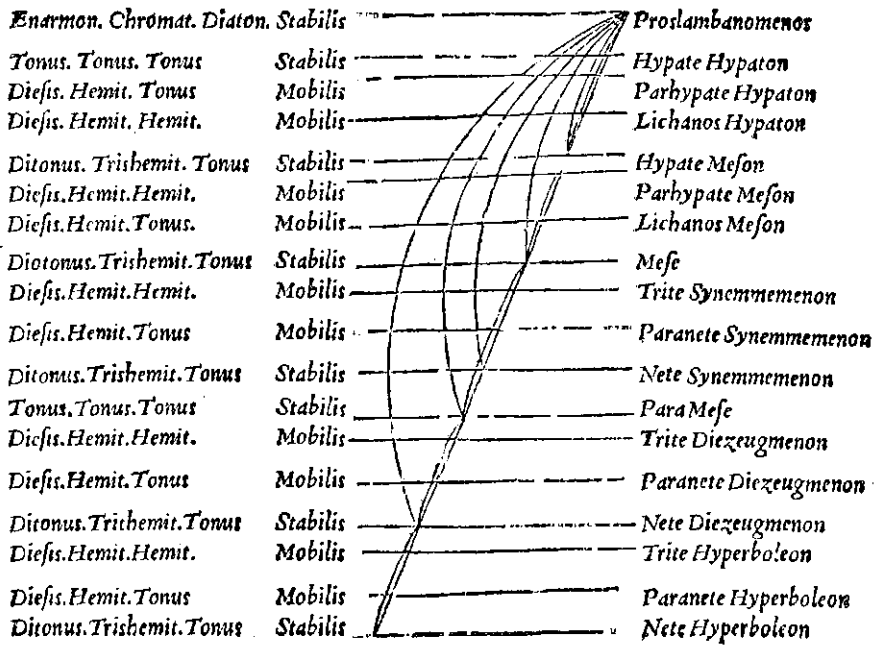 Enarmon. Chromat. Diaton. Stabilis Proslambanomenos
Tonus. Tonus. Tonus Stabilis Hypate Hypaton
Diesis. Hemit. Tonus Mobilis Parhypate Hypaton
Diesis. Hemit. Hemit. Mobilis Lichanos Hypaton
Ditonus. Trishemit. Tonus Stabilis Hypate Meſon
Dieſis.Hemit.Hemit. Mobilis Parhypate Meſon
Dieſis.Hemit.Tonus. Mobilis Lichanos Meſon
Diotonus.Trishemit.Tonus Stabilis Meſe
Dieſis.Hemit.Hemit. Mobilis Trite Synemmemenon
Dieſis.Hemit.Tonus Mobilis Paranete Synemmemenon
Ditonus.Trishemit.Tonus Stabilis Nete Synemmemenon
Tonus.Tonus.Tonus Stabilis Para Meſe
Dieſis.Hemit.Hemit. Mobilis Trite Diezeugmenon
Dieſis.Hemit.Tonus Mobilis Paranete Diezeugmenon
Ditonus.Trithemit.Tonus Stabilis Nete Diezeugmenon
Dieſis.Hemit.Hemit. Mobilis Trite Hyperboleon
Dieſis.Hemit.Tonus Mobilis Paranete Hyperboleon
Ditonus.Trishemit.Tonus Stabilis Nete Hyperboleon